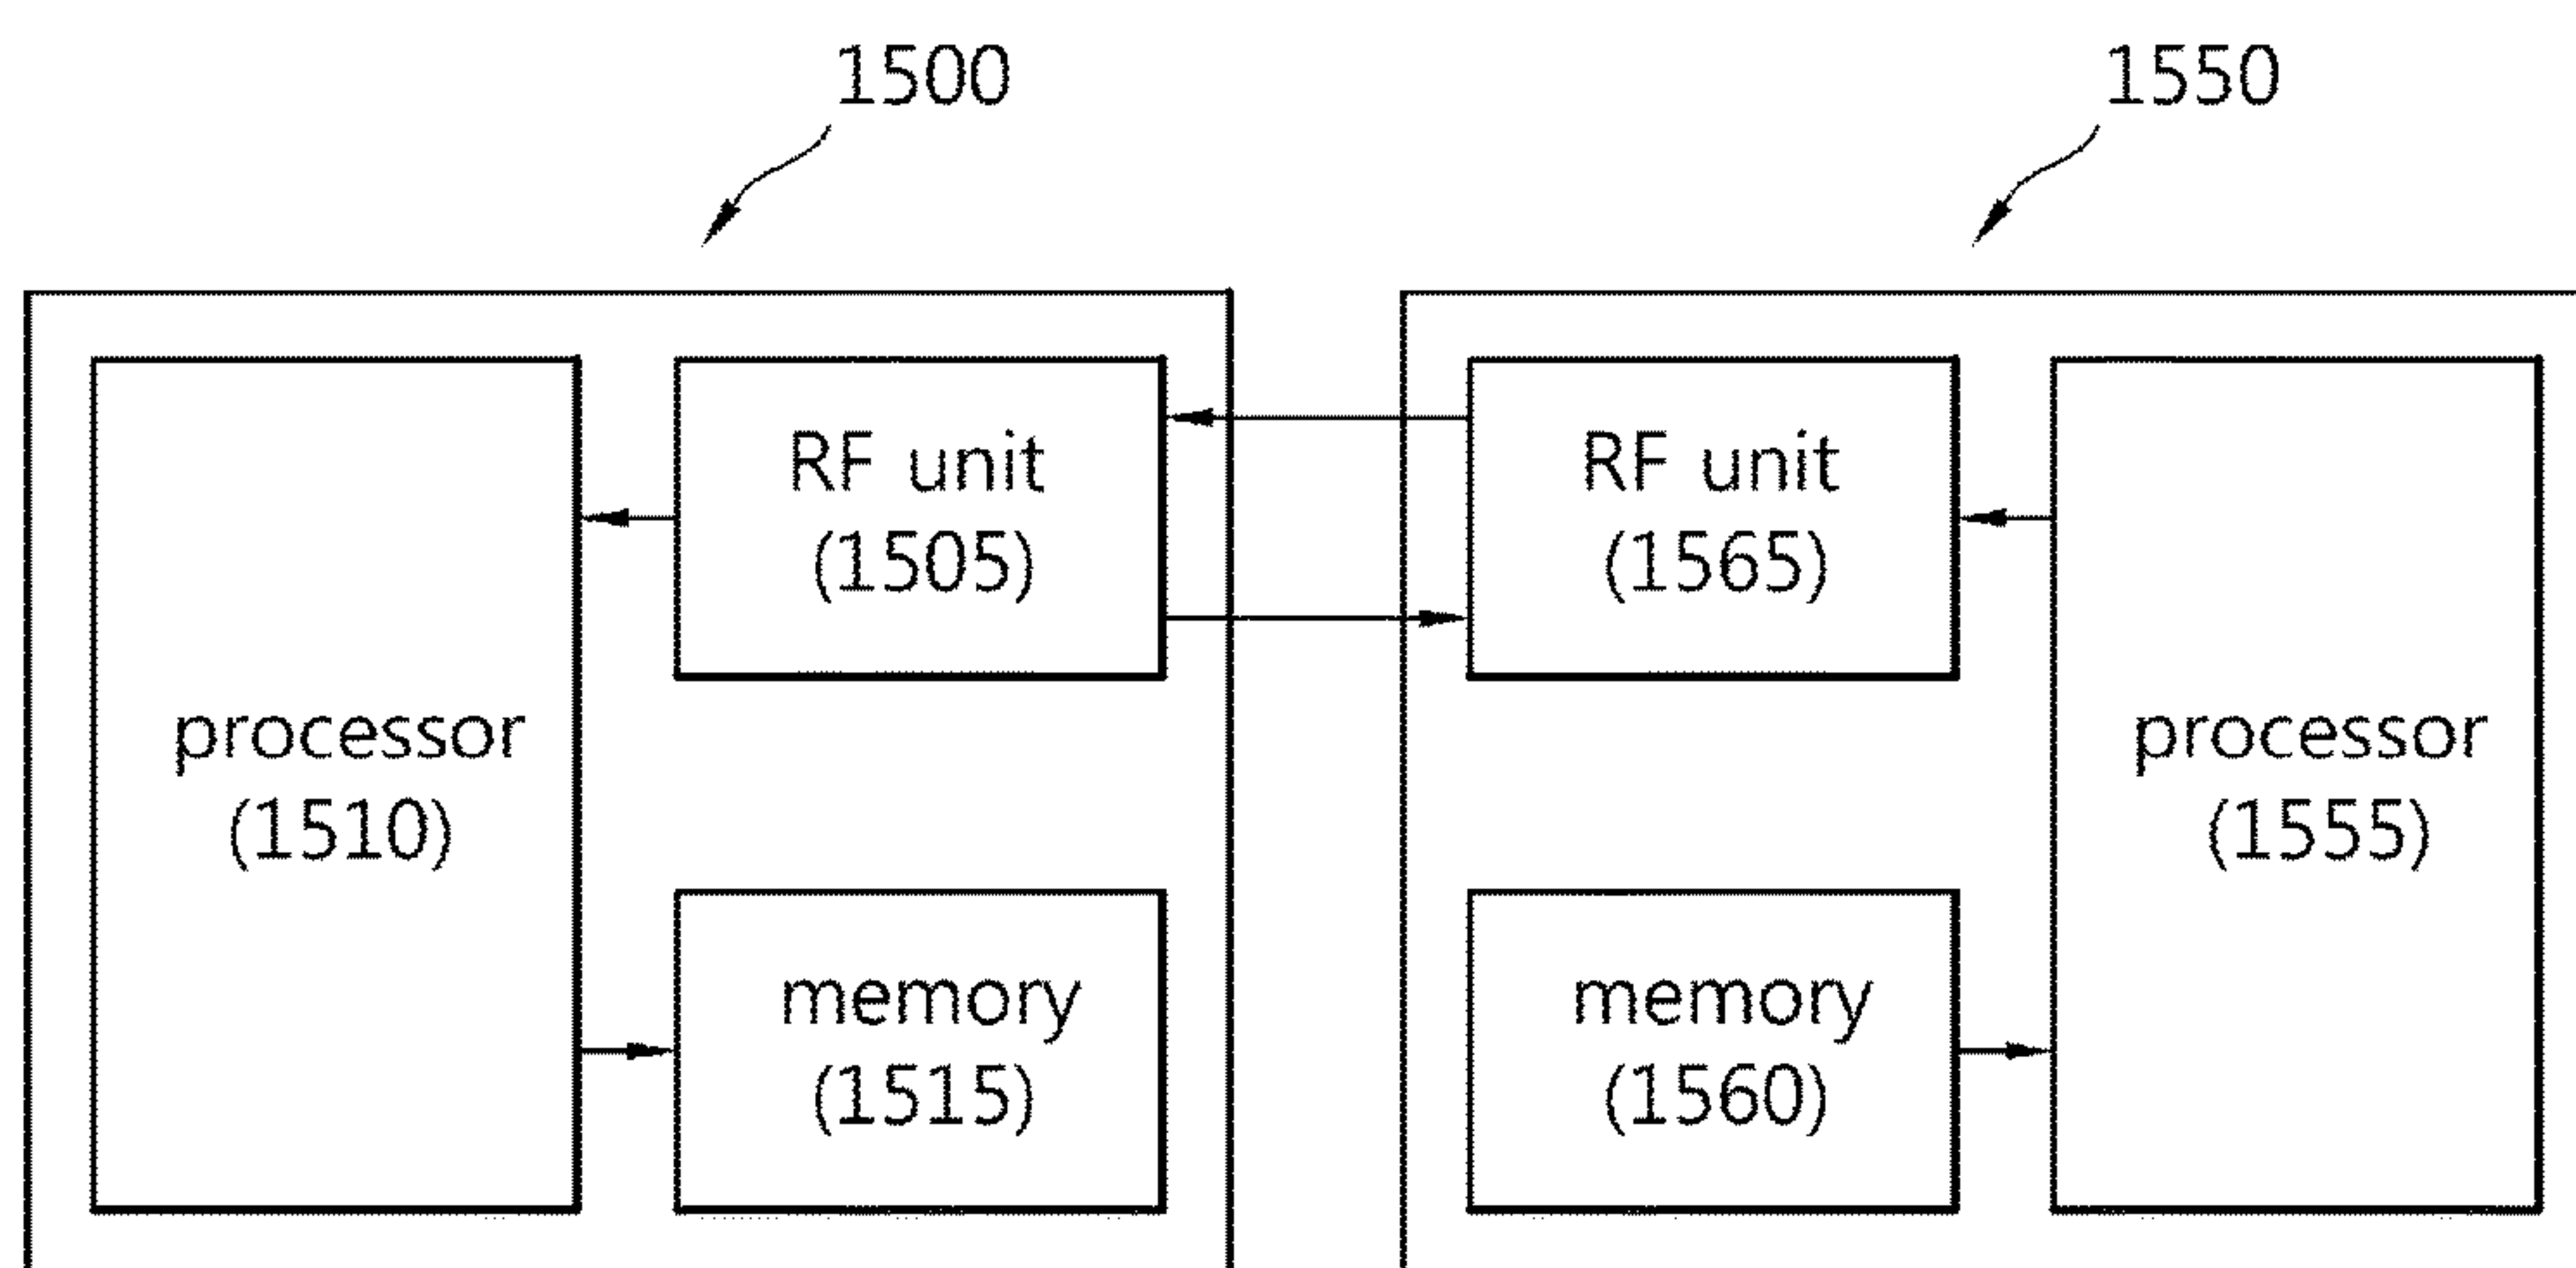 1500
1550
RF unit
(1505)
RF unit
(1565)
processor
(1510)
processor
(1555)
memory
(1515)
memory
(1560)